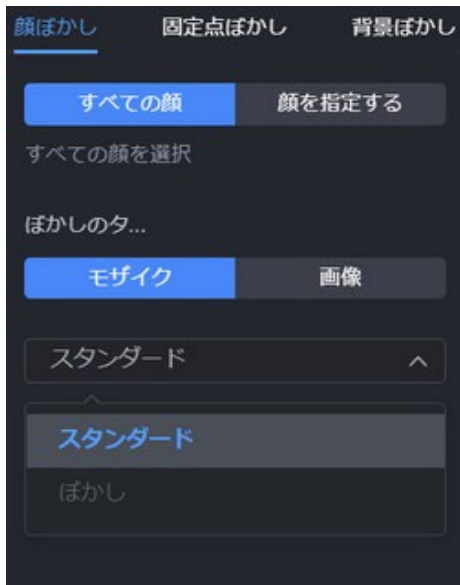 顔ぼかし 固定点ぼかし 背景ぼかし
すべての顔 顔を指定する
すべての顔を選択
ぼかしのタ...
モザイク 画像
スタンダード
スタンダード
ぼかし